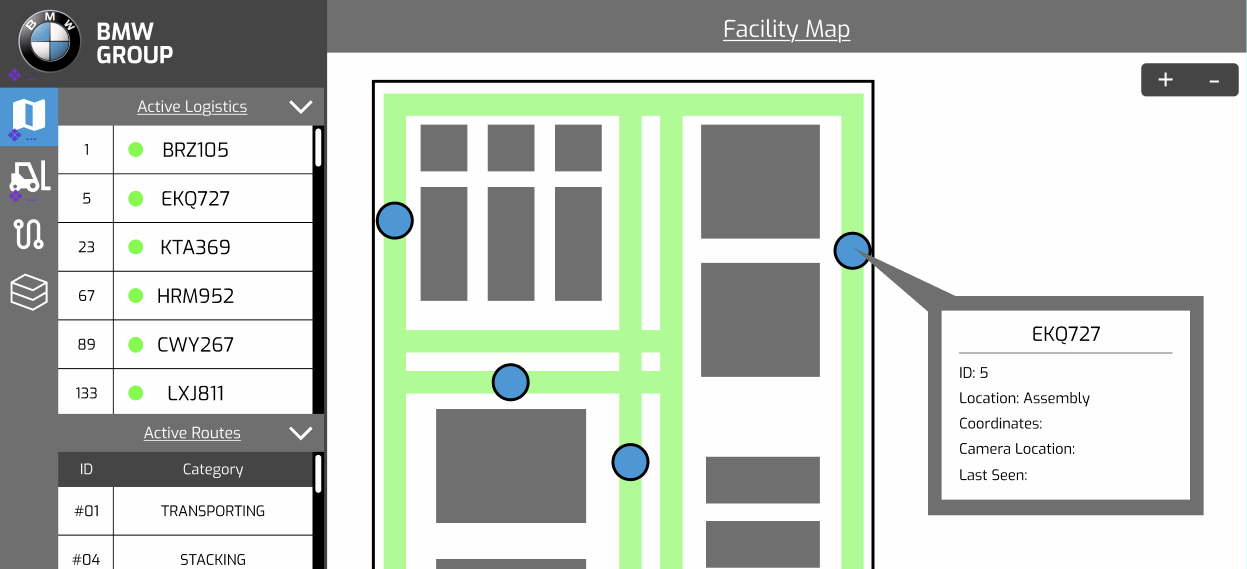 BMW
BMW
GROUP
Facility Map
+ -
Active Logistics
1 BRZ105
5 EKQ727
23 KTA369
67 HRM952
89 CWY267
133 LXJ811
Active Routes
ID Category
#01 TRANSPORTING
#04 STACKING
EKQ727
ID: 5
Location: Assembly
Coordinates:
Camera Location:
Last Seen: